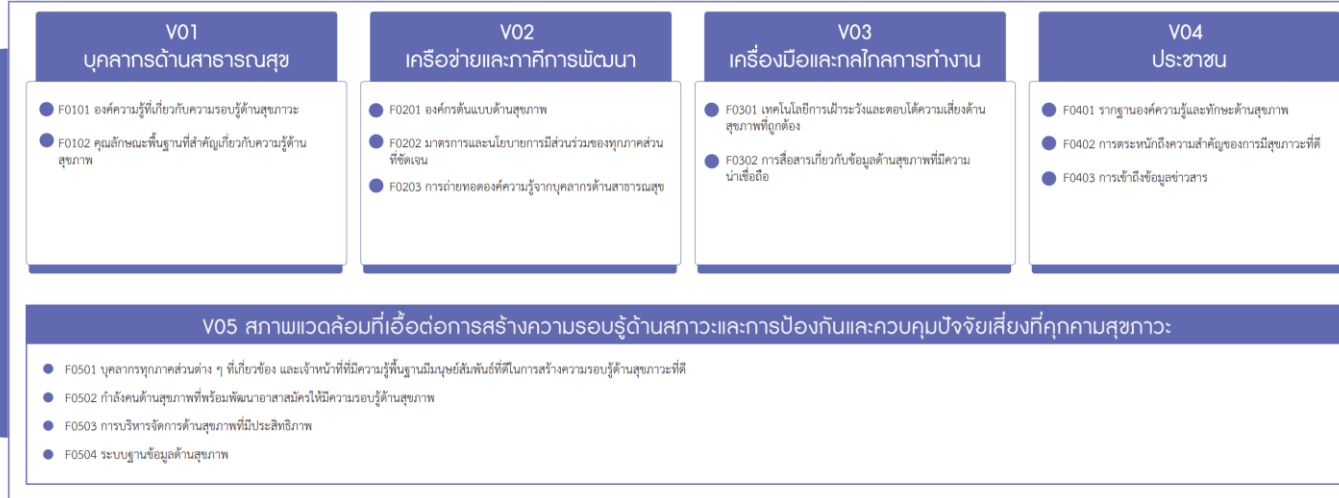 V01
บุคลากรด้านสาธารณสุข
F0101 องค์ความรู้ที่เกี่ยวกับความรอบรู้ด้านสุขภาวะ
F0102 คุณลักษณะพื้นฐานที่สำคัญเกี่ยวกับความรู้ด้าน
สุขภาพ
V02
เครือข่ายและภาคีการพัฒนา
F0201 องค์กรต้นแบบด้านสุขภาพ
F0202 มาตรการและนโยบายการมีส่วนร่วมของทุกภาคส่วน
ที่ชัดเจน
F0203 การถ่ายทอดองค์ความรู้จากบุคลากรด้านสาธารณสุข
V03
เครื่องมือและกลไกลการทำงาน
F0301 เทคโนโลยีการเฝ้าระวังและตอบโต้ความเสี่ยงด้าน
สุขภาพที่ถูกต้อง
F0302 การสื่อสารเกี่ยวกับข้อมูลด้านสุขภาพที่มีความ
น่าเชื่อถือ
V04
ประชาชน
F0401 รากฐานองค์ความรู้และทักษะด้านสุขภาพ
F0402 การตระหนักถึงความสำคัญของการมีสุขภาวะที่ดี
F0403 การเข้าถึงข้อมูลข่าวสาร
V05 สภาพแวดล้อมที่เอื้อต่อการสร้างความรอบรู้ด้านสภาวะและการป้องกันและควบคุมปัจจัยเสี่ยงที่คุกคามสุขภาวะ
F0501 บุคลากรทุกภาคส่วนต่าง ๆ ที่เกี่ยวข้อง และเจ้าหน้าที่ที่มีความรู้พื้นฐานมีมนุษย์สัมพันธ์ที่ดีในการสร้างความรอบรู้ด้านสุขภาวะที่ดี
F0502 กำลังคนด้านสุขภาพที่พร้อมพัฒนาอาสาสมัครให้มีความรอบรู้ด้านสุขภาพ
F0503 การบริหารจัดการด้านสุขภาพที่มีประสิทธิภาพ
F0504 ระบบฐานข้อมูลด้านสุขภาพ